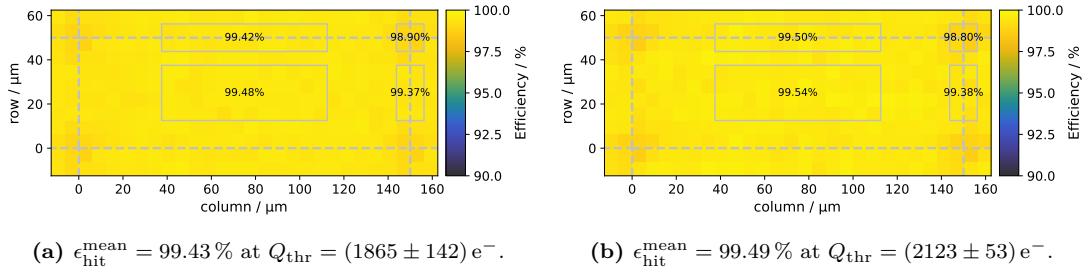 60
40
20
0
row / µm
99.42%
98.90%
99.48%
99.37%
0 20 40 60 80 100 120 140 160
column / µm
100.0
97.5
95.0
92.5
90.0
Efficiency / %
60
40
20
0
row / µm
99.50%
98.80%
99.54%
99.38%
0 20 40 60 80 100 120 140 160
column / µm
100.0
97.5
95.0
92.5
90.0
Efficiency / %
(a) ϵ_hit^mean = 99.43 % at Q_thr = (1865 ± 142) e⁻.
(b) ϵ_hit^mean = 99.49 % at Q_thr = (2123 ± 53) e⁻.